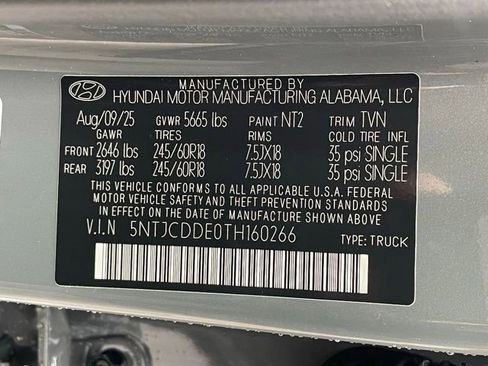 MANUFACTURED BY
HYUNDAI MOTOR MANUFACTURING ALABAMA, LLC
Aug/09/25 GVWR 5665 lbs PAINT NT2 TRIM TVN
GAWR TIRES RIMS COLD TIRE INFL
FRONT 2646 lbs 245/60R18 7.5JX18 35 psi SINGLE
REAR 3197 lbs 245/60R18 7.5JX18 35 psi SINGLE
THIS VEHICLE CONFORMS TO ALL APPLICABLE U.S.A. FEDERAL
MOTOR VEHICLE SAFETY BUMPER, AND THEFT PREVENTION
STANDARDS IN EFFECT ON THE DATE OF MANUFACTURE SHOWN ABOVE.
V.I.N 5NTJCDDE0TH160266 TYPE: TRUCK